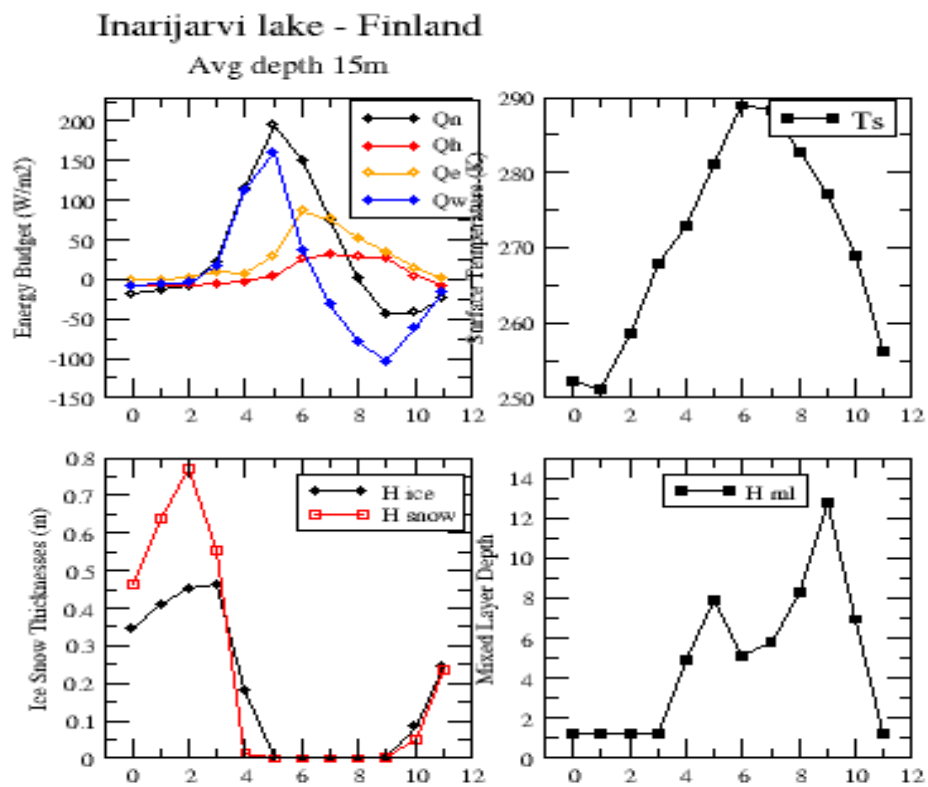 Inarijarvi lake - Finland
Avg depth 15m
Energy Budget (W/m2)
200
150
100
50
0
-50
-100
-150
0 2 4 6 8 10 12
Qn
Qh
Qe
Qw
Surface Temperature (K)
290
280
270
260
250
0 2 4 6 8 10 12
Ts
Ice Snow Thicknesses (m)
0.8
0.7
0.6
0.5
0.4
0.3
0.2
0.1
0
0 2 4 6 8 10 12
H ice
H snow
Mixed Layer Depth
14
12
10
8
6
4
2
0
0 2 4 6 8 10 12
H ml